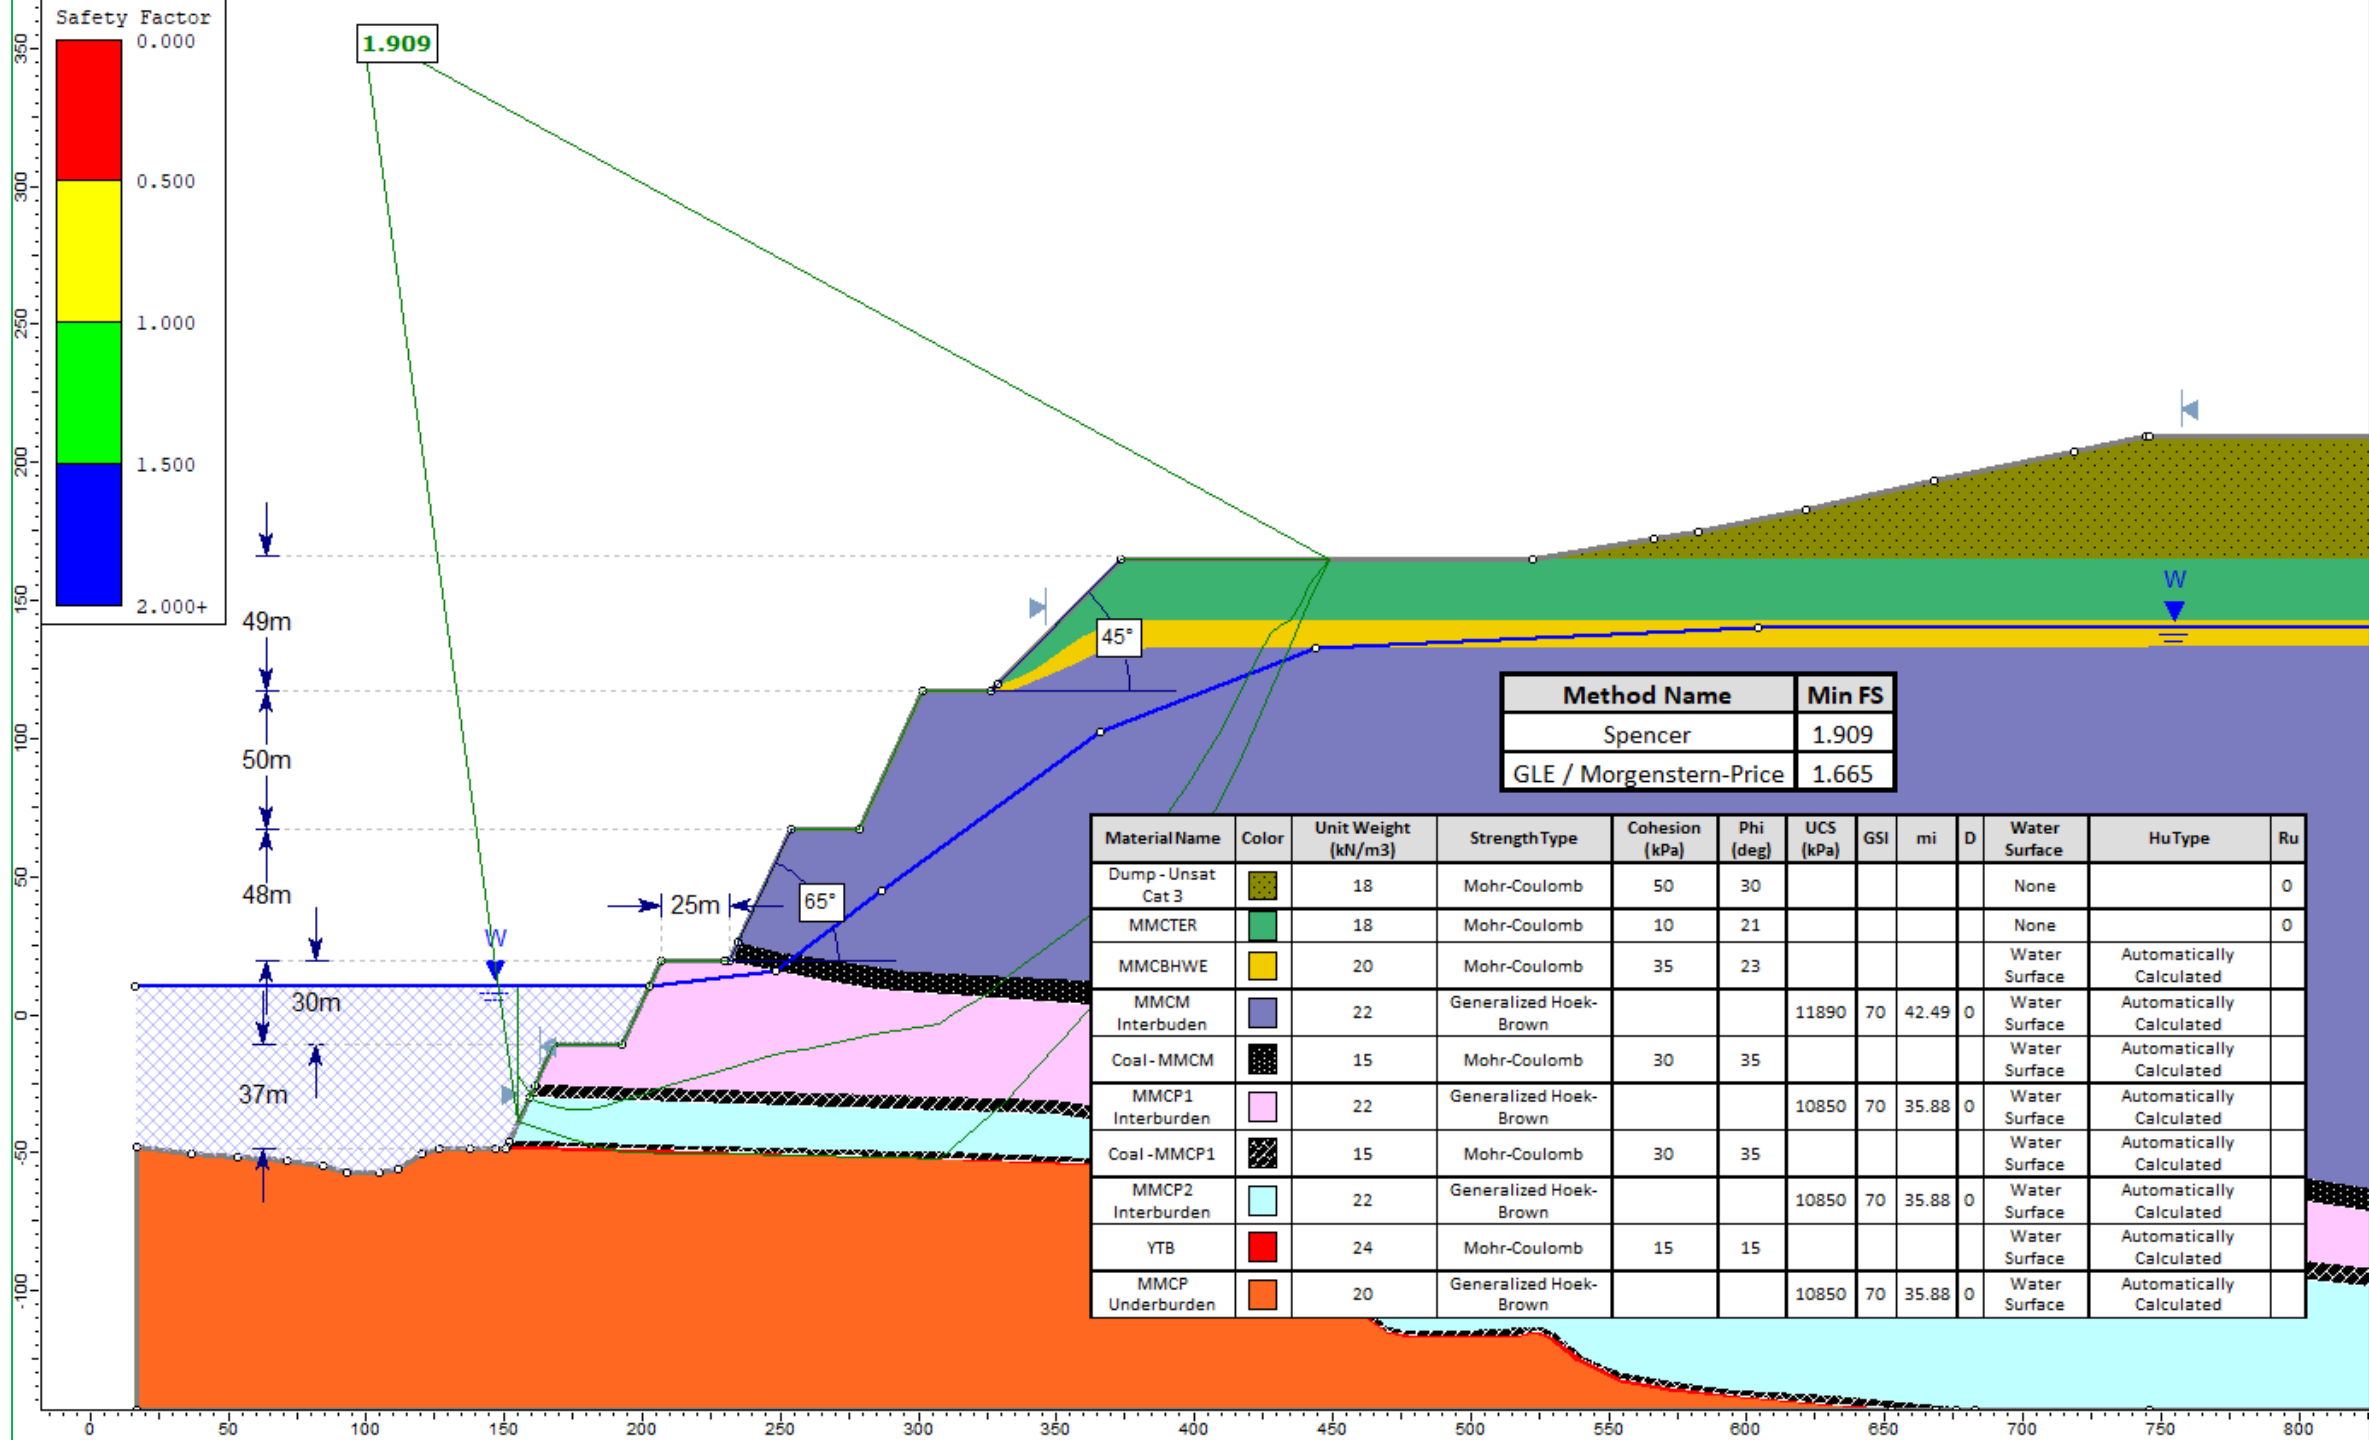 Safety Factor
0.000
0.500
1.000
1.500
2.000+
1.909
350
300
250
200
150
100
50
0
-50
-100
49m
50m
48m
30m
37m
25m
65°
45°
W
W
Method Name Min FS
Spencer 1.909
GLE / Morgenstern-Price 1.665
Material Name Color Unit Weight (kN/m3) Strength Type Cohesion (kPa) Phi (deg) UCS (kPa) GSI mi D Water Surface Hu Type Ru
Dump - Unsat Cat 3 18 Mohr-Coulomb 50 30 None 0
MMCTER 18 Mohr-Coulomb 10 21 None 0
MMCBHWE 20 Mohr-Coulomb 35 23 Water Surface Automatically Calculated
MMCM Interbuden 22 Generalized Hoek-Brown 11890 70 42.49 0 Water Surface Automatically Calculated
Coal - MMCM 15 Mohr-Coulomb 30 35 Water Surface Automatically Calculated
MMCP1 Interburden 22 Generalized Hoek-Brown 10850 70 35.88 0 Water Surface Automatically Calculated
Coal - MMCP1 15 Mohr-Coulomb 30 35 Water Surface Automatically Calculated
MMCP2 Interburden 22 Generalized Hoek-Brown 10850 70 35.88 0 Water Surface Automatically Calculated
YTB 24 Mohr-Coulomb 15 15 Water Surface Automatically Calculated
MMCP Underburden 20 Generalized Hoek-Brown 10850 70 35.88 0 Water Surface Automatically Calculated
0 50 100 150 200 250 300 350 400 450 500 550 600 650 700 750 800